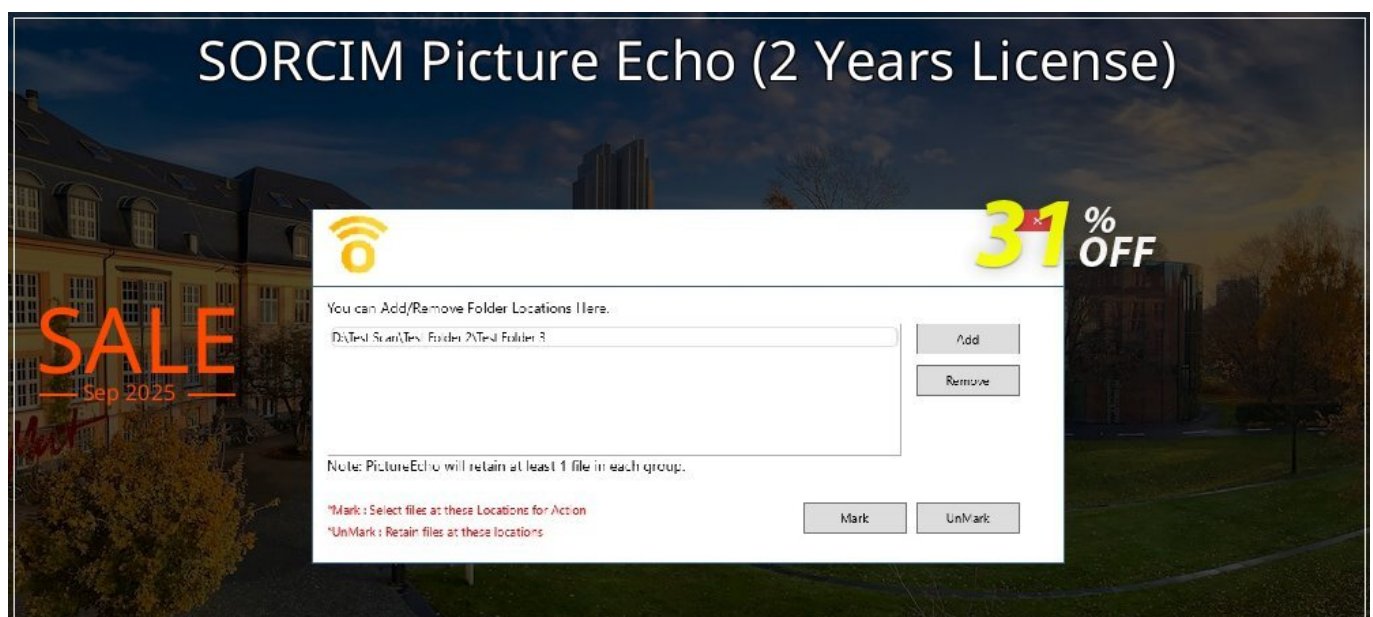 SORCIM Picture Echo (2 Years License)
31% OFF
You can Add/Remove Folder Locations Here.
D:\Test Scan\Test Folder 2\Test Folder 3
Add
SALE
Sep 2025
Remove
Note: PictureEcho will retain at least 1 file in each group.
*Mark : Select files at these Locations for Action
*UnMark : Retain files at these locations
Mark
UnMark